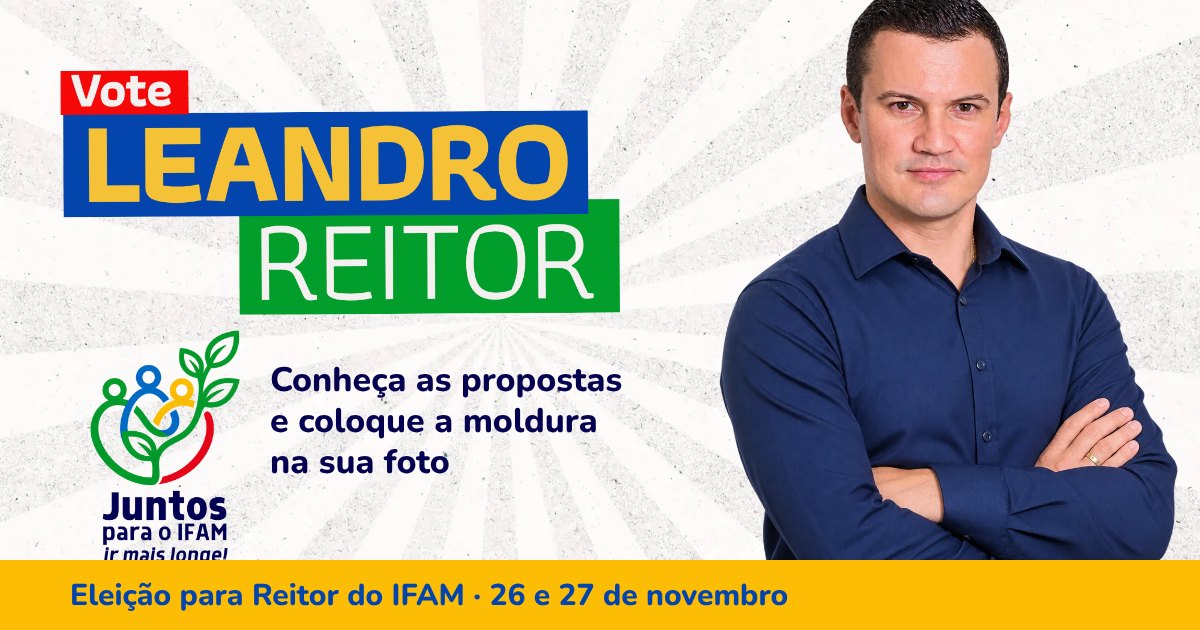 Vote
LEANDRO
REITOR
Conheça as propostas
e coloque a moldura
na sua foto
Juntos
para o IFAM
ir mais longe!
Eleição para Reitor do IFAM · 26 e 27 de novembro